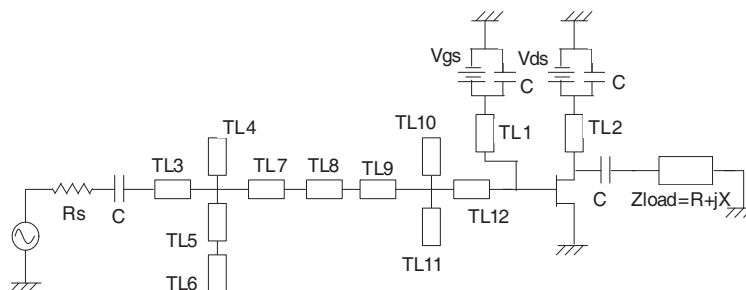 Vgs
Vds
C
C
TL4
TL10
TL1
TL2
TL3
TL7
TL8
TL9
Rs
C
TL5
TL12
C
Zload=R+jX
TL6
TL11